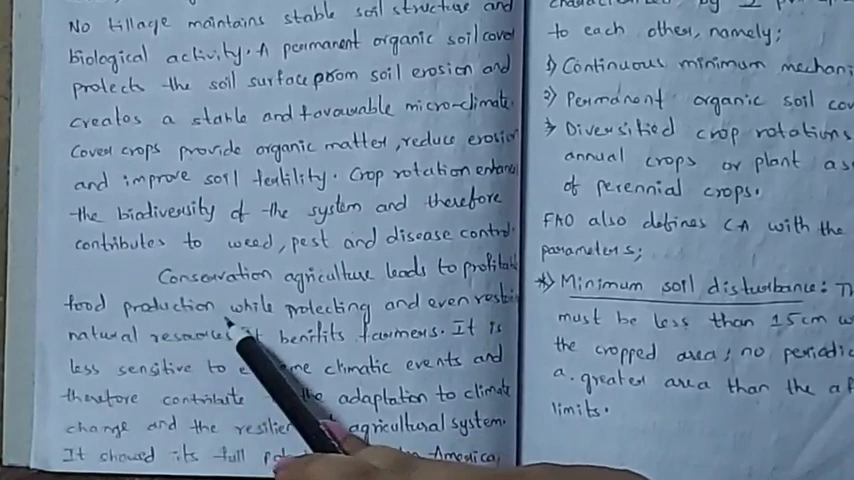 No tillage maintains stable soil structure and
biological activity. A permanent organic soil cover
protects the soil surface from soil erosion and
creates a stable and favourable micro-climate.
Cover crops provide organic matter, reduce erosion
and improve soil fertility. Crop rotation enhances
the biodiversity of the system and therefore
contributes to weed, pest and disease control.
Conservation agriculture leads to profitable
food production while protecting and even
natural resources it benifits farmers. It is
less sensitive to climatic events and
therefore contribute the adaptation to climate
change and the agricultural system.
It showed its full America,
to each other, namely;
1) Continuous minimum
2) Permanent organic soil
3) Diversified crop rotations
annual crops or plant
of perennial crops.
FAO also defines CA with the
parameters;
*) Minimum soil disturbance:
must be less than 15cm
the cropped area; no
a greater area than the
limits.